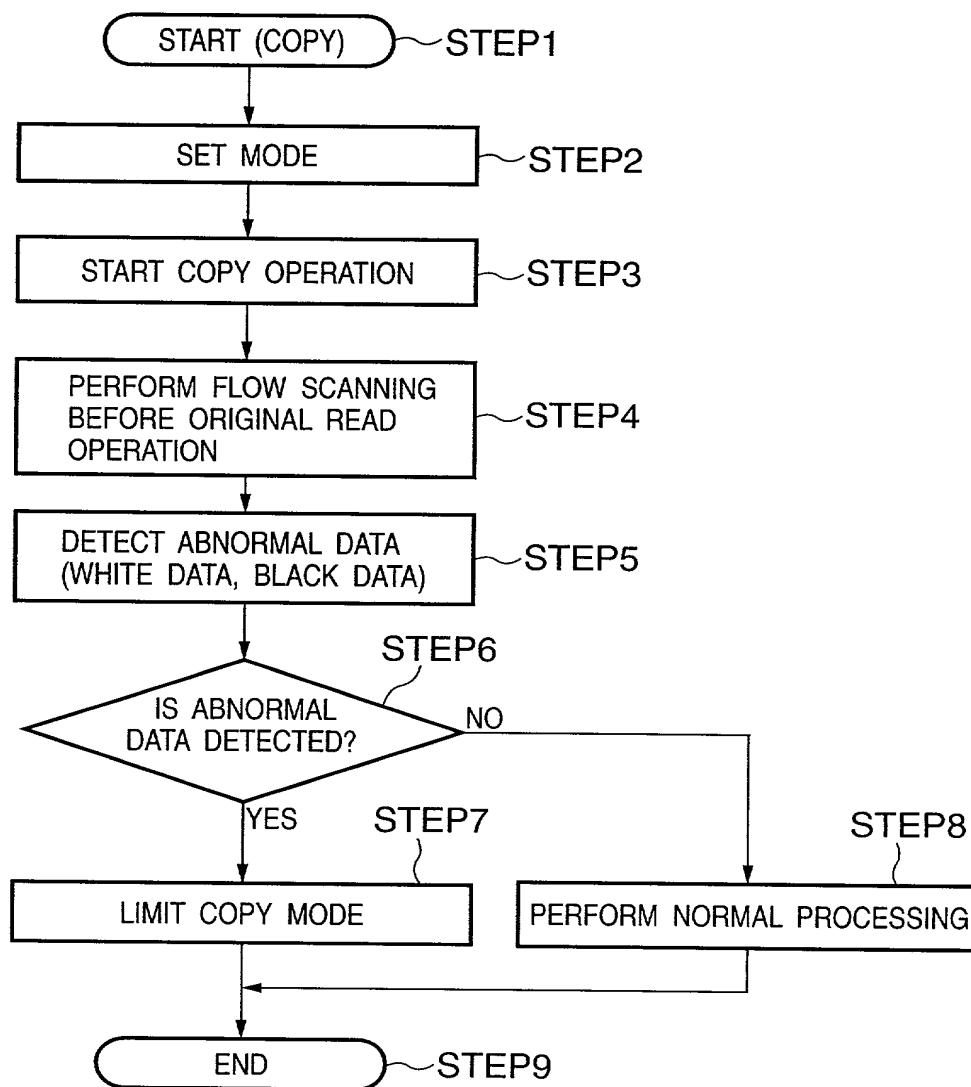 START (COPY)
STEP1
SET MODE
STEP2
START COPY OPERATION
STEP3
PERFORM FLOW SCANNING
BEFORE ORIGINAL READ
OPERATION
STEP4
DETECT ABNORMAL DATA
(WHITE DATA, BLACK DATA)
STEP5
STEP6
IS ABNORMAL
DATA DETECTED?
NO
YES
STEP7
STEP8
LIMIT COPY MODE
PERFORM NORMAL PROCESSING
END
STEP9